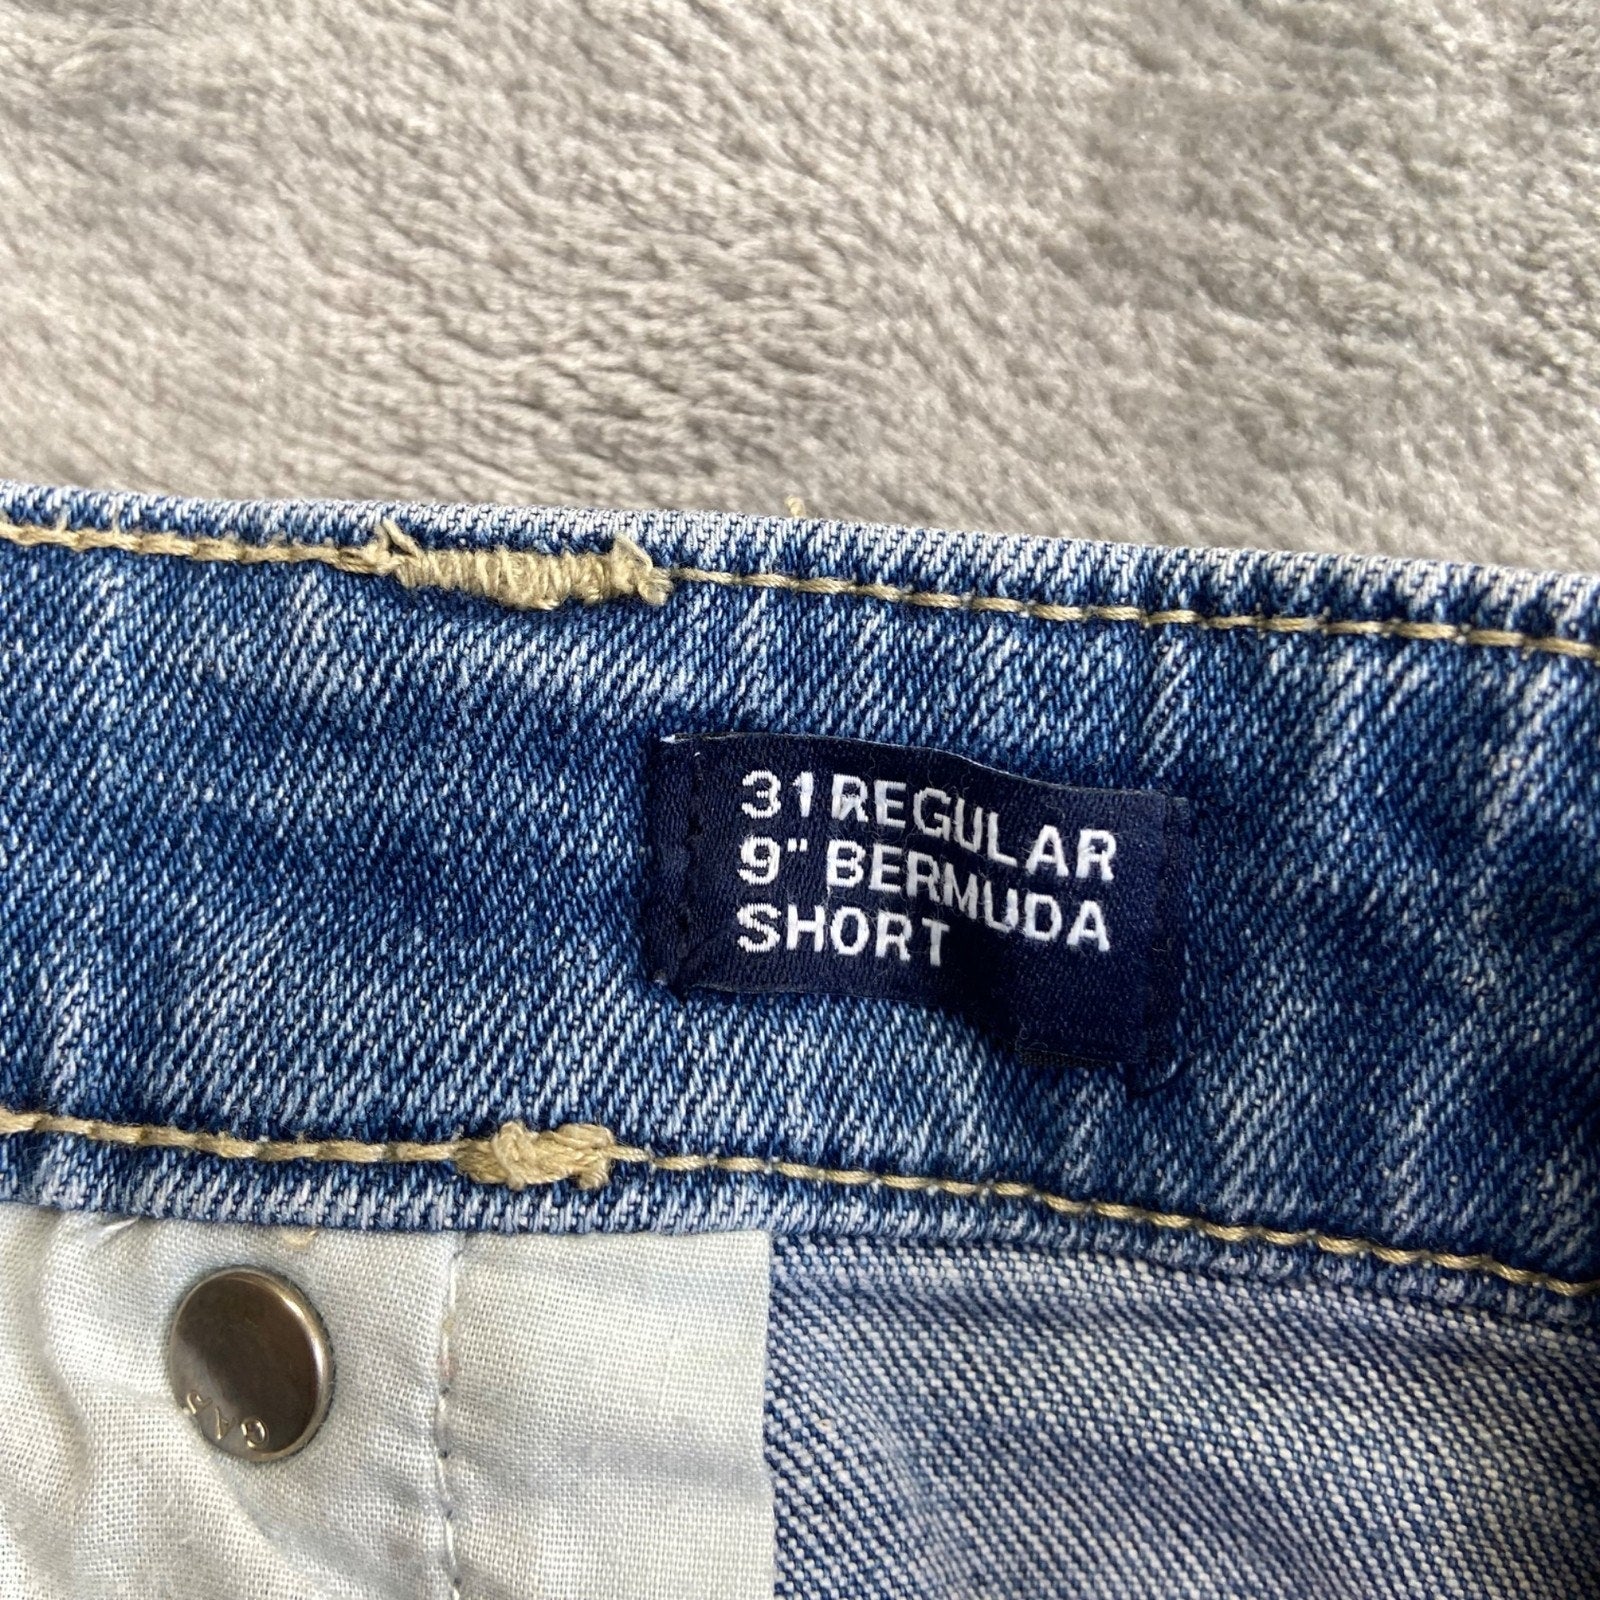 31 REGULAR
9" BERMUDA
SHORT
GAP